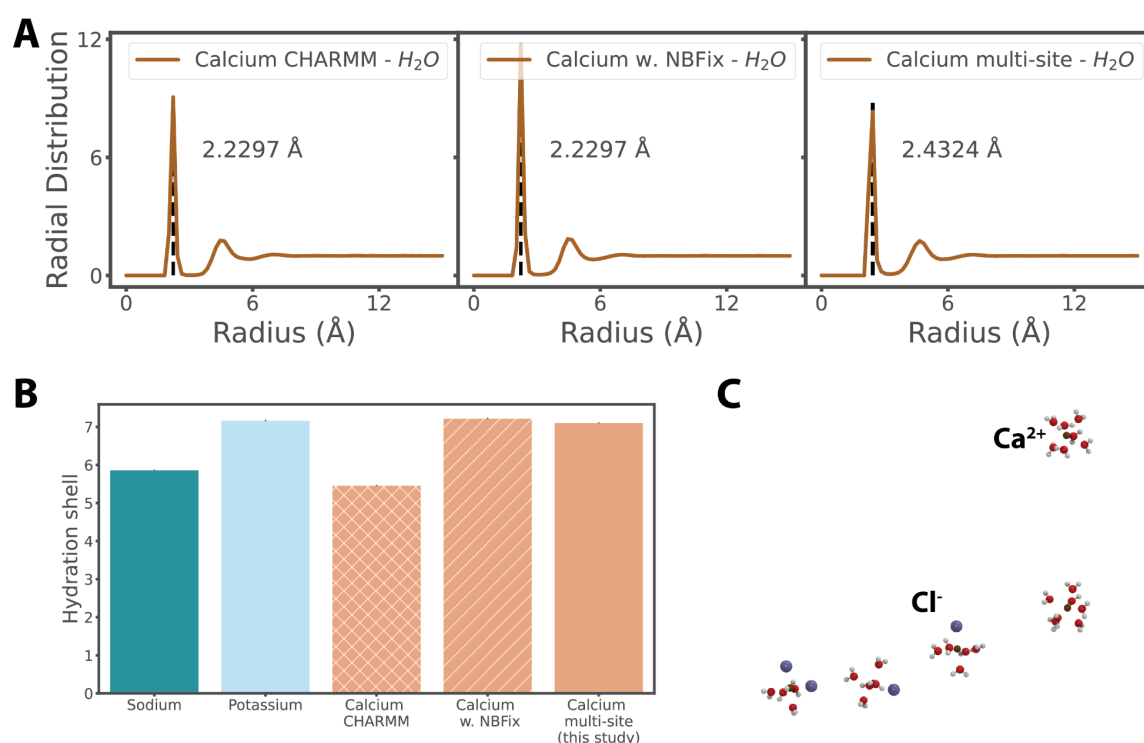 A
Radial Distribution
12
6
0
Calcium CHARMM - H₂O
2.2297 Å
0 6 12
Radius (Å)
Calcium w. NBFix - H₂O
2.2297 Å
0 6 12
Radius (Å)
Calcium multi-site - H₂O
2.4324 Å
0 6 12
Radius (Å)
B
Hydration shell
7
6
5
4
3
2
1
0
Sodium
Potassium
Calcium
CHARMM
Calcium
w. NBFix
Calcium
multi-site
(this study)
C
Ca²⁺
Cl⁻